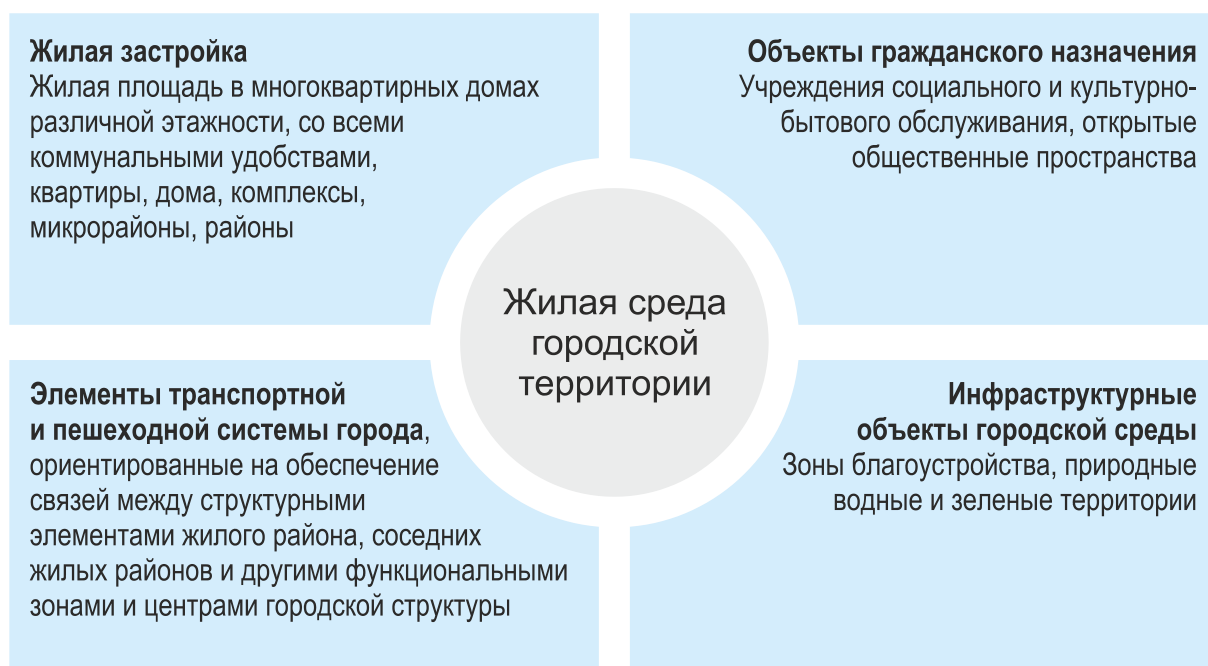 Жилая застройка
Жилая площадь в многоквартирных домах
различной этажности, со всеми
коммунальными удобствами,
квартиры, дома, комплексы,
микрорайоны, районы
Объекты гражданского назначения
Учреждения социального и культурно-
бытового обслуживания, открытые
общественные пространства
Жилая среда
городской
территории
Элементы транспортной
и пешеходной системы города,
ориентированные на обеспечение
связей между структурными
элементами жилого района, соседних
жилых районов и другими функциональными
зонами и центрами городской структуры
Инфраструктурные
объекты городской среды
Зоны благоустройства, природные
водные и зеленые территории